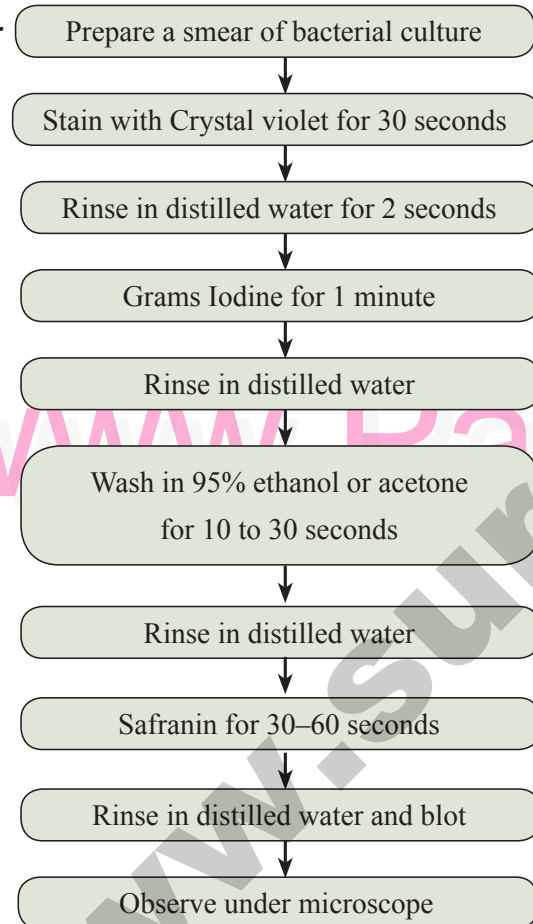 Prepare a smear of bacterial culture
Stain with Crystal violet for 30 seconds
Rinse in distilled water for 2 seconds
Grams Iodine for 1 minute
Rinse in distilled water
www.Pa
Wash in 95% ethanol or acetone
for 10 to 30 seconds
Rinse in distilled water
Safranin for 30–60 seconds
Rinse in distilled water and blot
Observe under microscope
w.sur